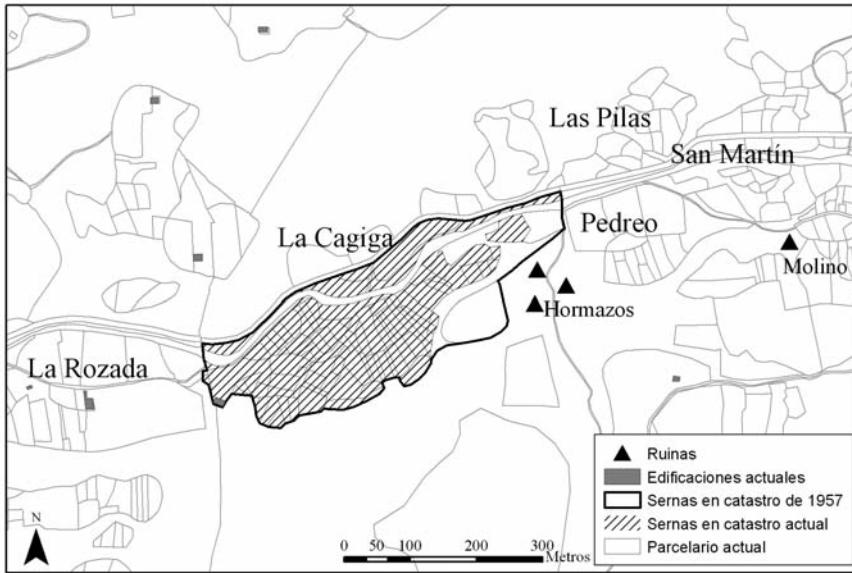 Las Pilas
San Martín
La Cagiga
Pedreo
Molino
Hormazos
La Rozada
Ruinas
Edificaciones actuales
Sernas en catastro de 1957
Sernas en catastro actual
Parcelario actual
N
0 50 100 200 300
Metros